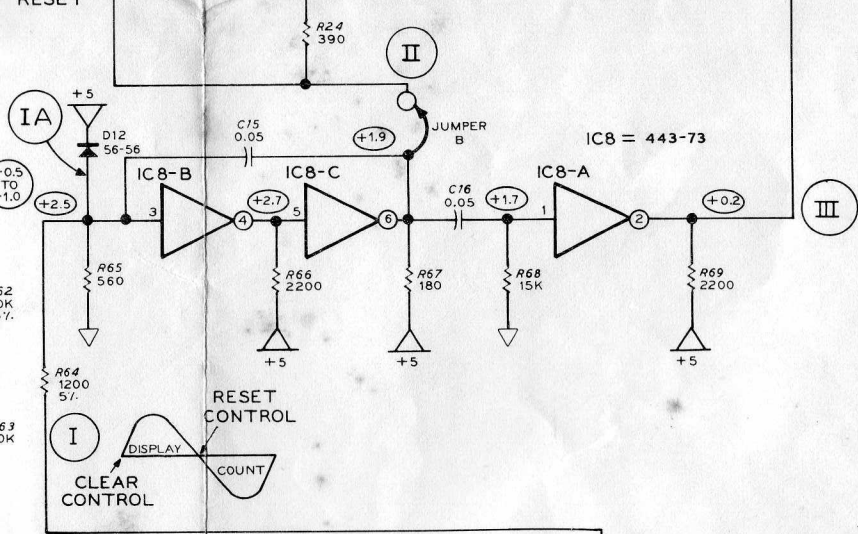 RESET
R24
390
II
+5
IA
D12
56-56
C15
0.05
+1.9
JUMPER
B
IC8 = 443-73
-0.5
TO
-1.0
+2.5
IC8-B
3
4
+2.7
IC8-C
5
6
C16
0.05
+1.7
IC8-A
1
2
+0.2
III
R65
560
R66
2200
R67
180
R68
15K
R69
2200
+5
+5
+5
R64
1200
5%
I
RESET
CONTROL
DISPLAY
COUNT
CLEAR
CONTROL